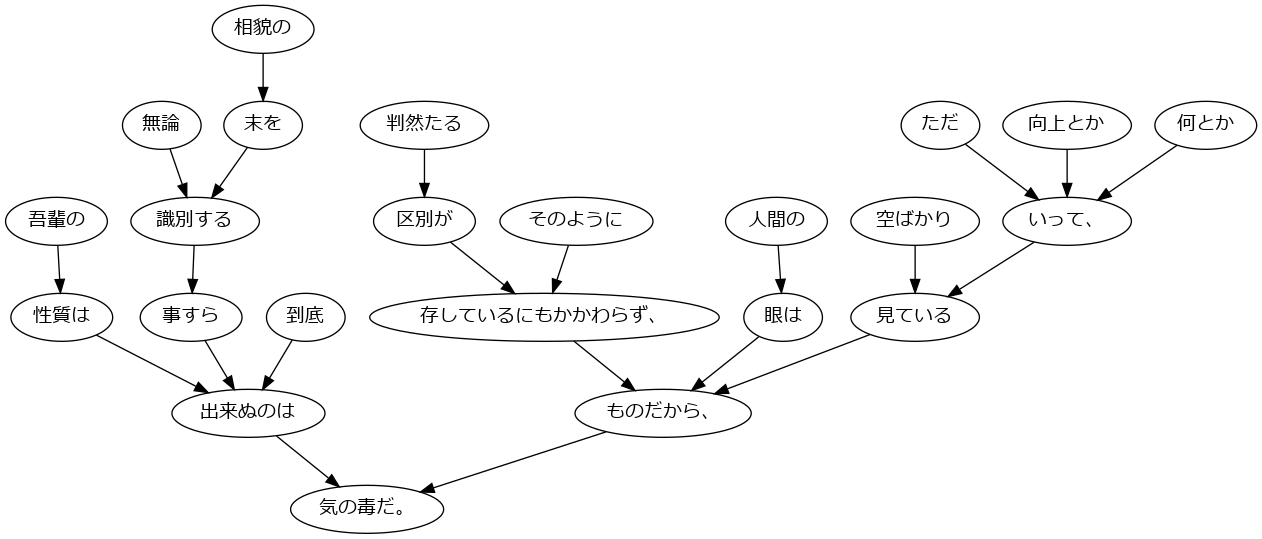 相貌の
無論
末を
判然たる
ただ
向上とか
何とか
吾輩の
識別する
区別が
そのように
人間の
空ばかり
いって、
性質は
事すら
到底
存しているにもかかわらず、
眼は
見ている
出来ぬのは
ものだから、
気の毒だ。